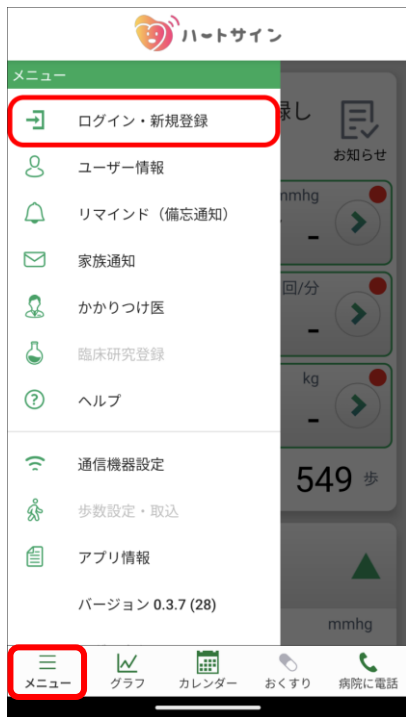 ハートサイン
メニュー
ログイン・新規登録
ユーザー情報
リマインド（備忘通知）
家族通知
かかりつけ医
臨床研究登録
ヘルプ
通信機器設定
歩数設定・取込
アプリ情報
バージョン 0.3.7 (28)
録し
お知らせ
mmhg
-
回/分
-
kg
-
549 歩
mmhg
メニュー
グラフ
カレンダー
おくすり
病院に電話